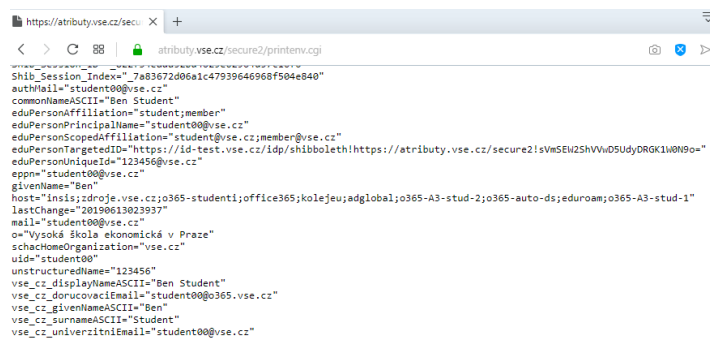 https://atributy.vse.cz/secu
atributy.vse.cz/secure2/printenv.cgi
Shib_Session_Index="_7a83672d06a1c47939646968f504e840"
authMail="student00@vse.cz"
commonNameASCII="Ben Student"
eduPersonAffiliation="student;member"
eduPersonPrincipalName="student00@vse.cz"
eduPersonScopedAffiliation="student@vse.cz;member@vse.cz"
eduPersonTargetedID="https://id-test.vse.cz/idp/shibboleth!https://atributy.vse.cz/secure2!sVmSEW2ShVVwD5UdyDRGK1W0N9o="
eduPersonUniqueId="123456@vse.cz"
eppn="student00@vse.cz"
givenName="Ben"
host="insis;zdroje.vse.cz;o365-studenti;office365;kolejeu;adglobal;o365-A3-stud-2;o365-auto-ds;eduroam;o365-A3-stud-1"
lastChange="20190613023937"
mail="student00@vse.cz"
o="Vysoká škola ekonomická v Praze"
schacHomeOrganization="vse.cz"
uid="student00"
unstructuredName="123456"
vse_cz_displayNameASCII="Ben Student"
vse_cz_dorucovaciEmail="student00@o365.vse.cz"
vse_cz_givenNameASCII="Ben"
vse_cz_surnameASCII="Student"
vse_cz_univerzitniEmail="student00@vse.cz"